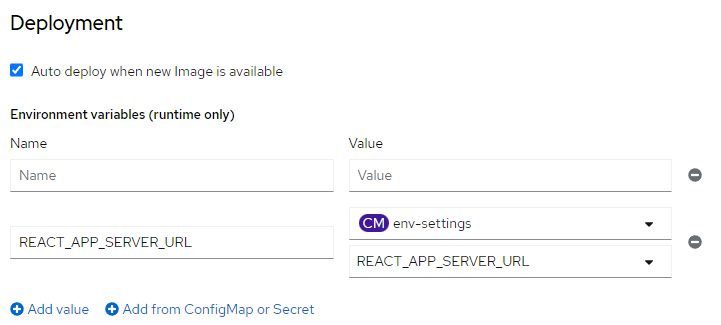 Deployment
Auto deploy when new Image is available
Environment variables (runtime only)
Name Value
Name Value
CM env-settings
REACT_APP_SERVER_URL
REACT_APP_SERVER_URL
Add value Add from ConfigMap or Secret